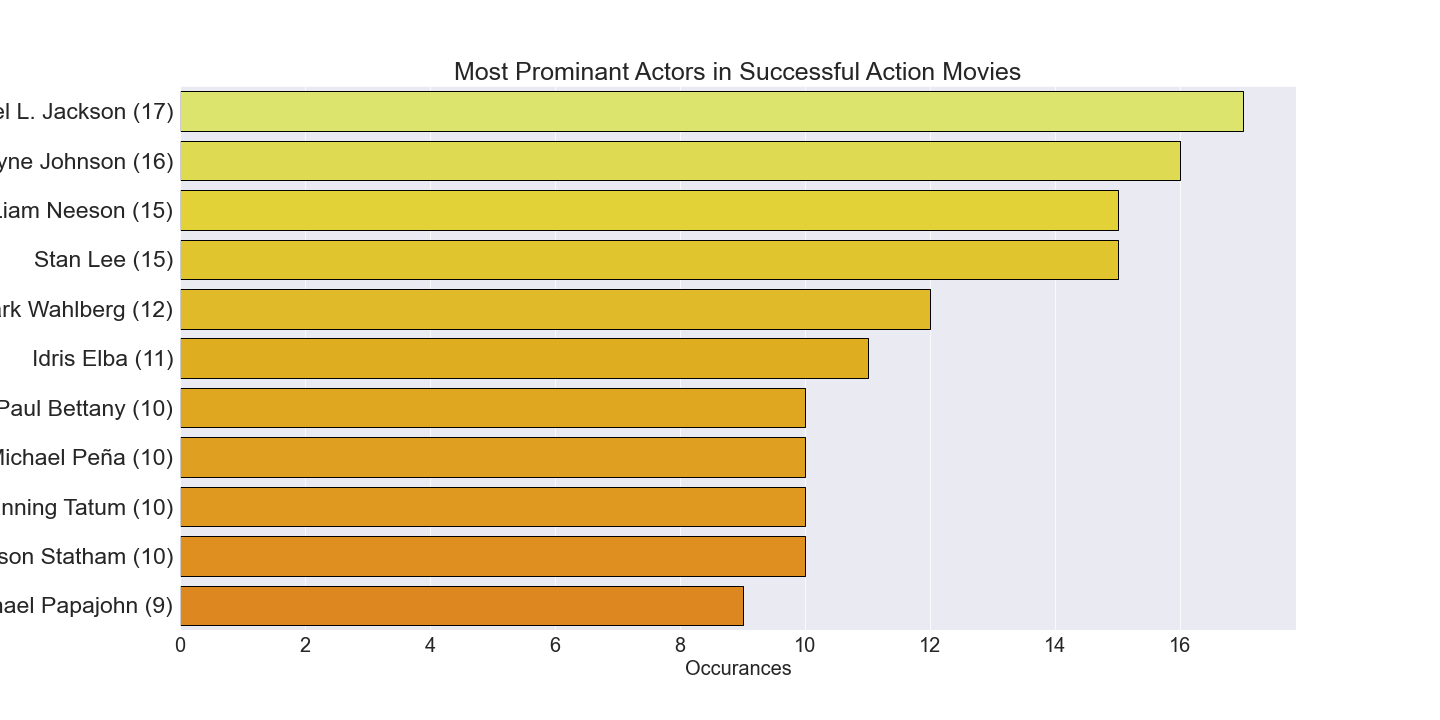 Most Prominant Actors in Successful Action Movies
el L. Jackson (17)
yne Johnson (16)
Liam Neeson (15)
Stan Lee (15)
ark Wahlberg (12)
Idris Elba (11)
Paul Bettany (10)
Michael Peña (10)
nning Tatum (10)
son Statham (10)
hael Papajohn (9)
0 2 4 6 8 10 12 14 16
Occurances